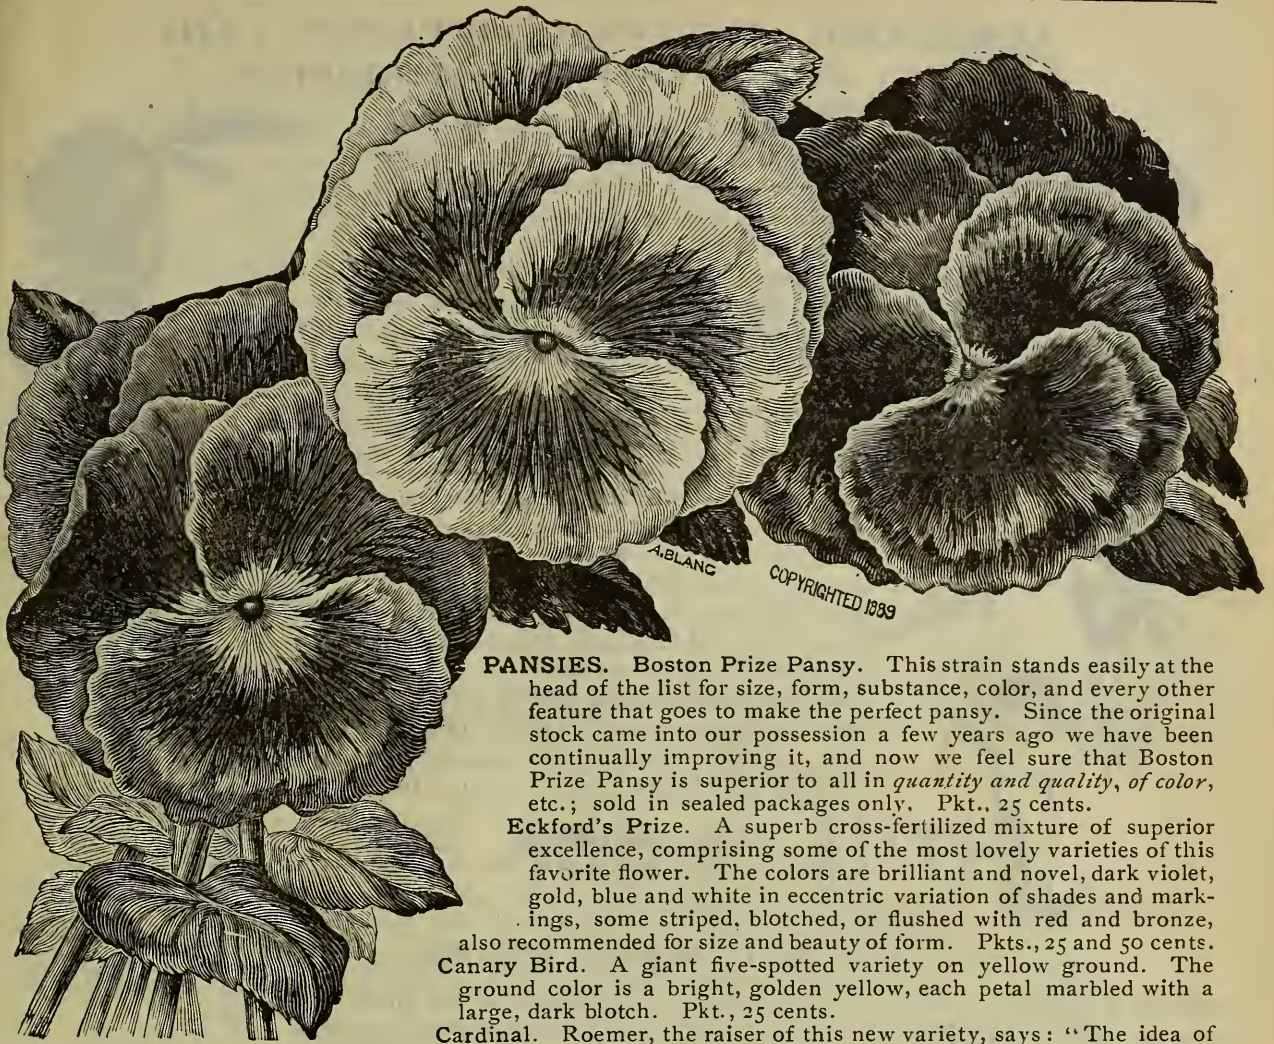 A.BLANC
COPYRIGHTED 1889
PANSIES. Boston Prize Pansy. This strain stands easily at the
head of the list for size, form, substance, color, and every other
feature that goes to make the perfect pansy. Since the original
stock came into our possession a few years ago we have been
continually improving it, and now we feel sure that Boston
Prize Pansy is superior to all in quantity and quality, of color,
etc.; sold in sealed packages only. Pkt., 25 cents.
Eckford's Prize. A superb cross-fertilized mixture of superior
excellence, comprising some of the most lovely varieties of this
favorite flower. The colors are brilliant and novel, dark violet,
gold, blue and white in eccentric variation of shades and mark-
ings, some striped, blotched, or flushed with red and bronze,
also recommended for size and beauty of form. Pkts., 25 and 50 cents.
Canary Bird. A giant five-spotted variety on yellow ground. The
ground color is a bright, golden yellow, each petal marbled with a
large, dark blotch. Pkt., 25 cents.
Cardinal. Roemer, the raiser of this new variety, says: "The idea of